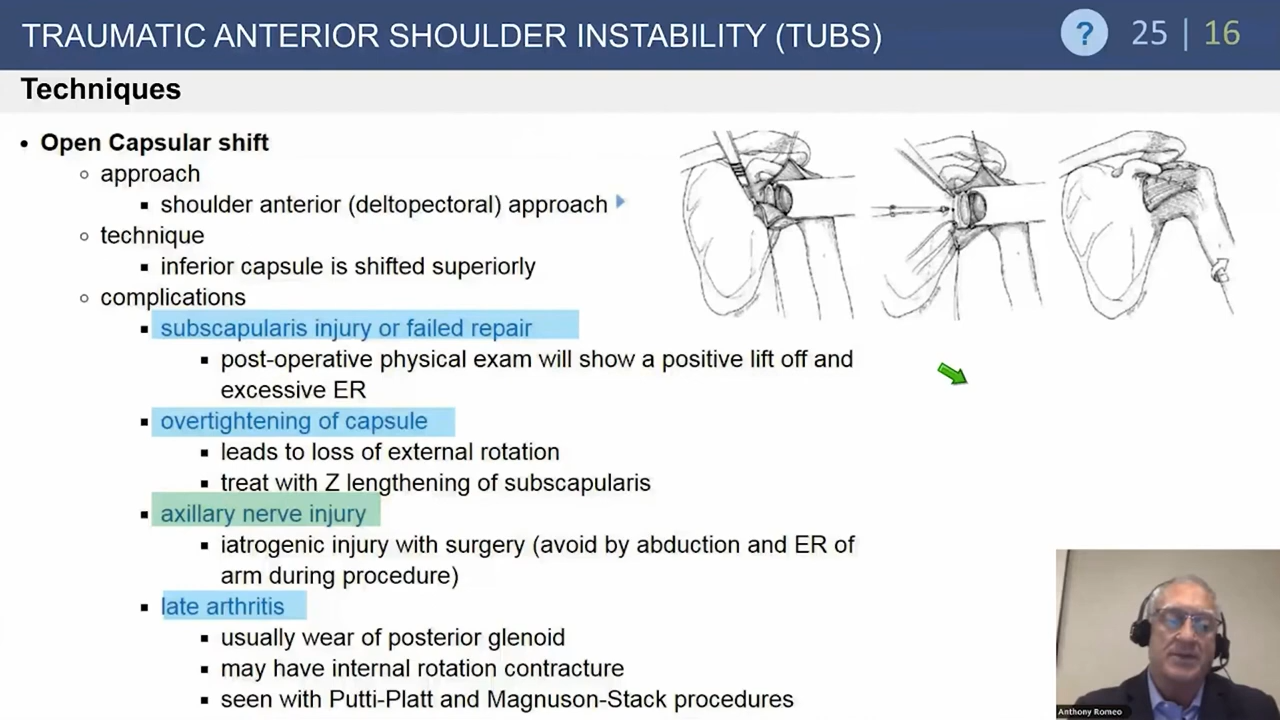 TRAUMATIC ANTERIOR SHOULDER INSTABILITY (TUBS)
? 25 | 16
Techniques
• Open Capsular shift
○ approach
▪ shoulder anterior (deltopectoral) approach
○ technique
▪ inferior capsule is shifted superiorly
○ complications
▪ subscapularis injury or failed repair
▪ post-operative physical exam will show a positive lift off and
excessive ER
▪ overtightening of capsule
▪ leads to loss of external rotation
▪ treat with Z lengthening of subscapularis
▪ axillary nerve injury
▪ iatrogenic injury with surgery (avoid by abduction and ER of
arm during procedure)
▪ late arthritis
▪ usually wear of posterior glenoid
▪ may have internal rotation contracture
▪ seen with Putti-Platt and Magnuson-Stack procedures
Anthony Romeo